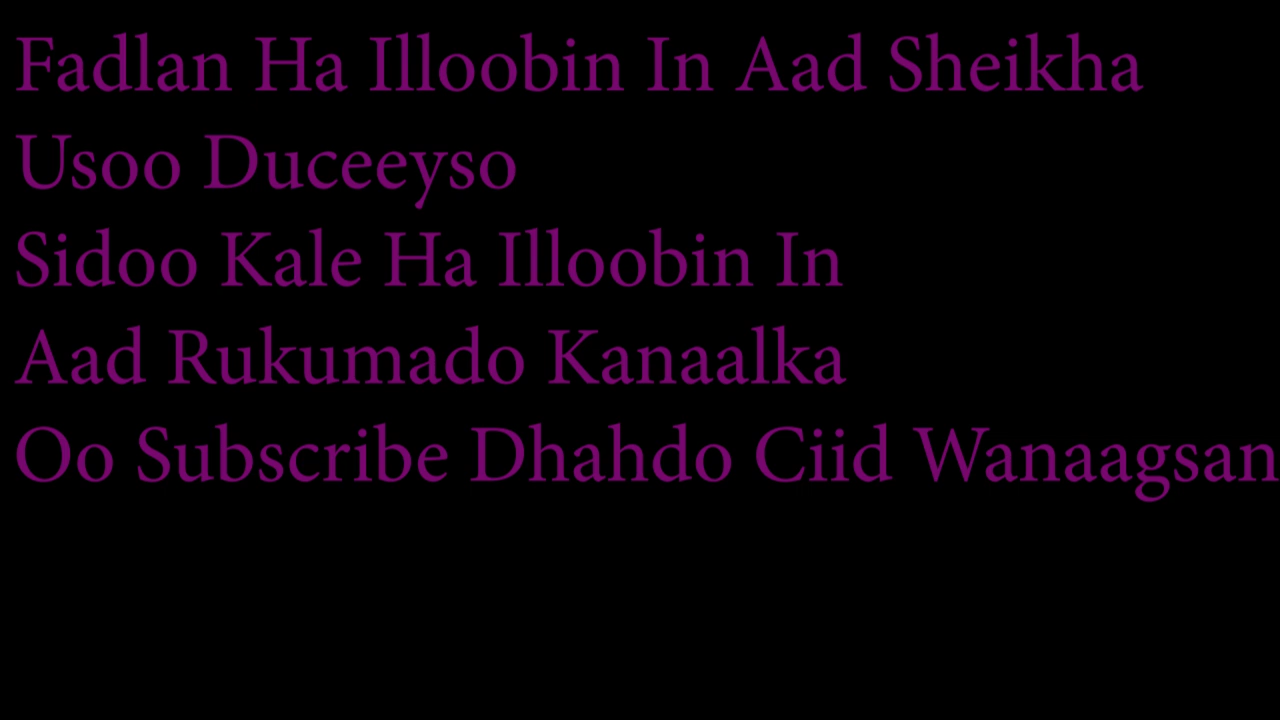 Fadlan Ha Illoobin In Aad Sheikha
Usoo Duceeyso
Sidoo Kale Ha Illoobin In
Aad Rukumado Kanaalka
Oo Subscribe Dhahdo Ciid Wanaagsan